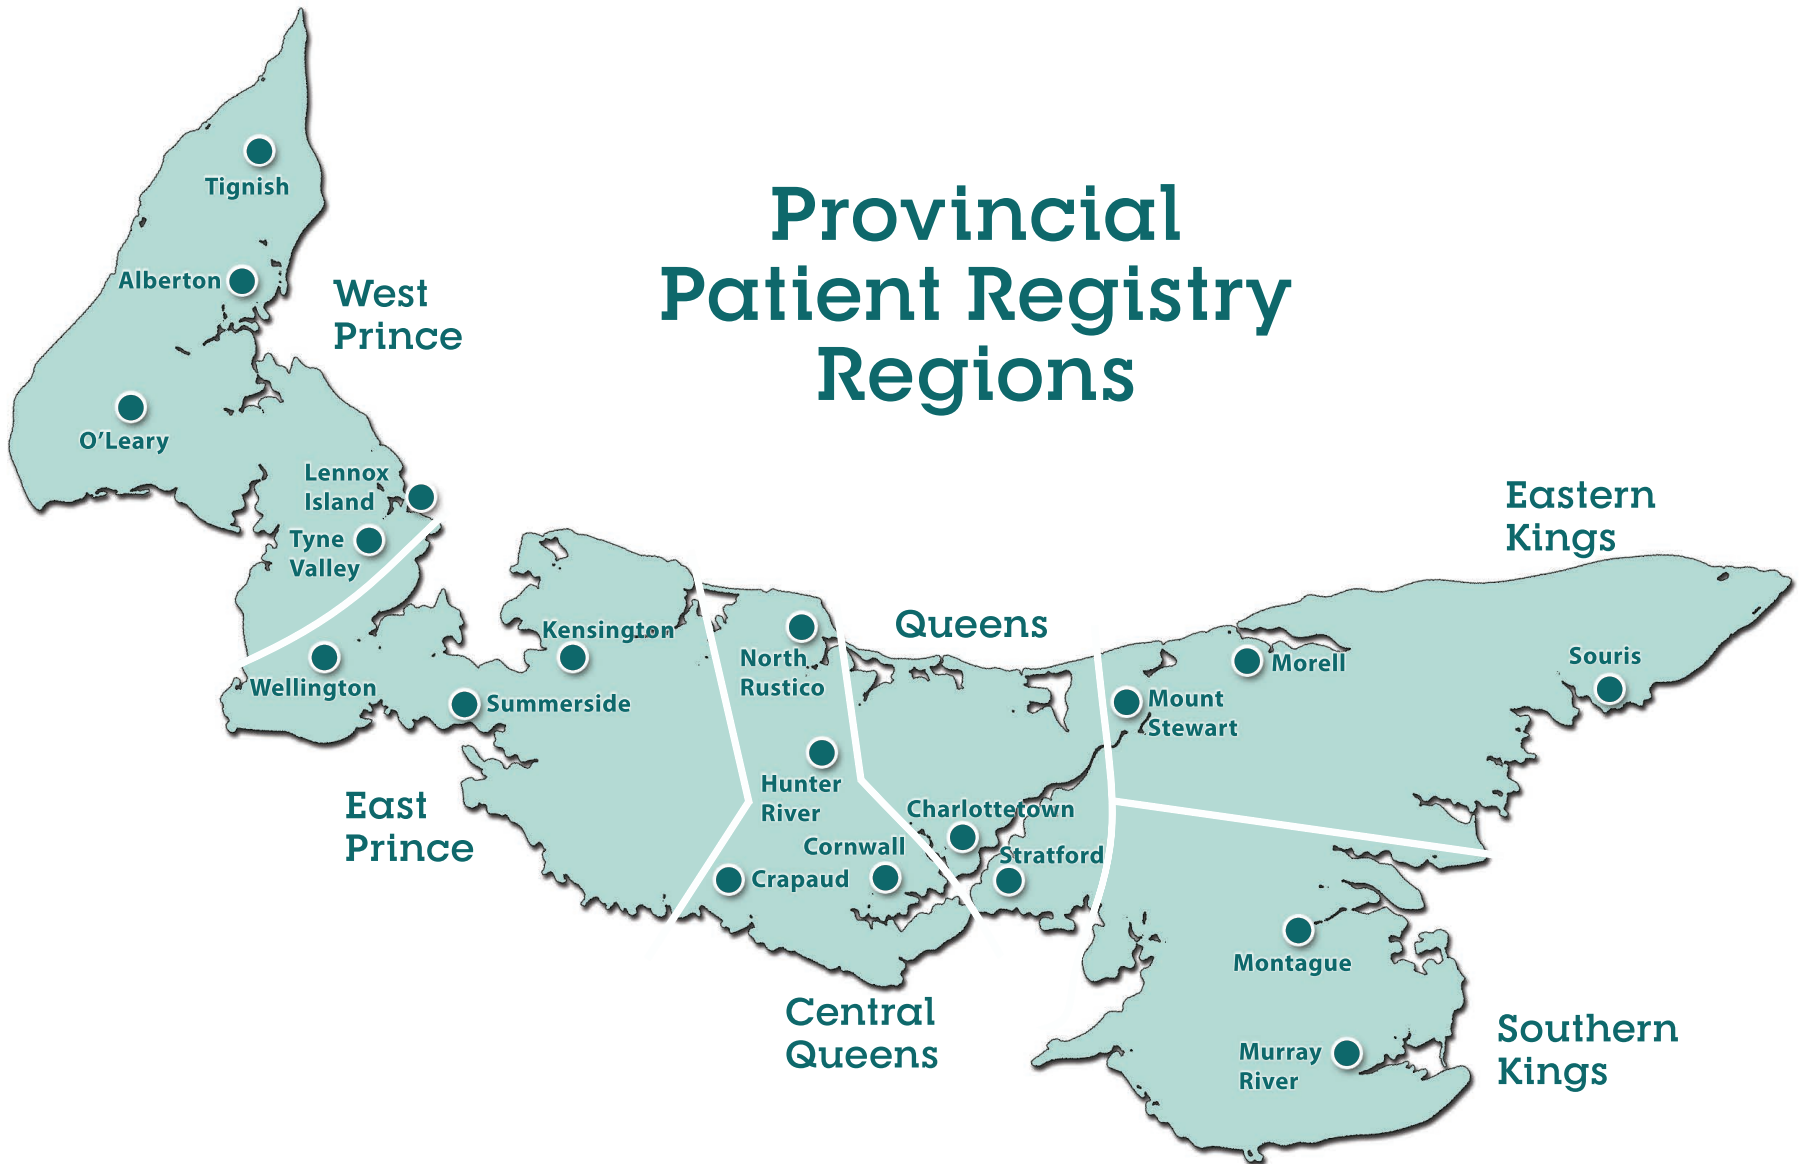 Provincial
Patient Registry
Regions
Tignish
Alberton
West
Prince
O'Leary
Lennox
Island
Tyne
Valley
Eastern
Kings
Kensington
Queens
North
Rustico
Morell
Souris
Wellington
Summerside
Mount
Stewart
Hunter
River
East
Prince
Charlottetown
Cornwall
Stratford
Crapaud
Montague
Central
Queens
Southern
Kings
Murray
River